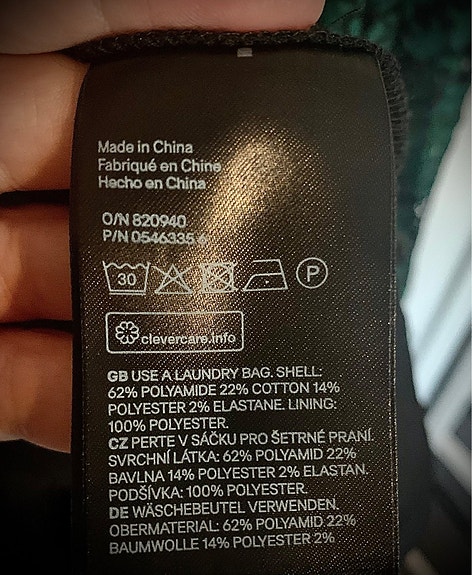 Made in China
Fabriqué en Chine
Hecho en China
O/N 820940
P/N 0546335
30 P
clevercare.info
GB USE A LAUNDRY BAG. SHELL:
62% POLYAMIDE 22% COTTON 14%
POLYESTER 2% ELASTANE. LINING:
100% POLYESTER.
CZ PERTE V SÁČKU PRO ŠETRNÉ PRANÍ.
SVRCHNÍ LÁTKA: 62% POLYAMID 22%
BAVLNA 14% POLYESTER 2% ELASTAN.
PODŠÍVKA: 100% POLYESTER.
DE WÄSCHEBEUTEL VERWENDEN.
OBERMATERIAL: 62% POLYAMID 22%
BAUMWOLLE 14% POLYESTER 2%